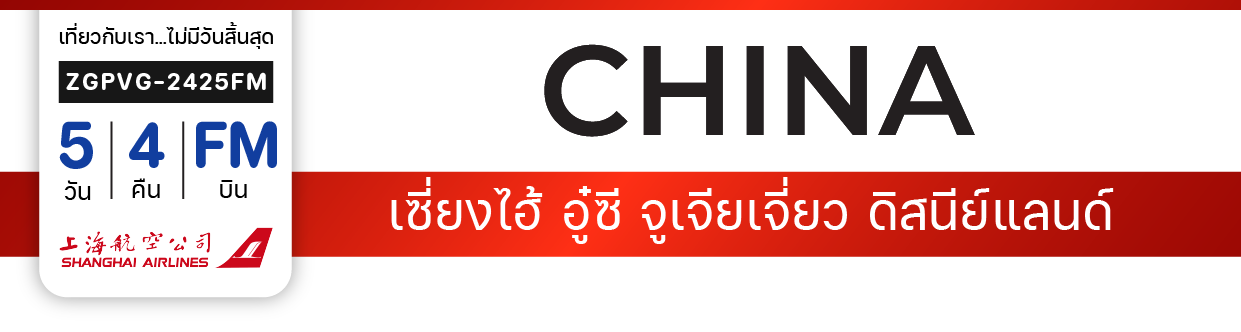 เที่ยวกับเรา...ไม่มีวันสิ้นสุด
ZGPVG-2425FM
5 4 FM
วัน คืน บิน
上海航空公司
SHANGHAI AIRLINES
CHINA
เซี่ยงไฮ้ อู๋ซี จูเจียเจี่ยว ดิสนีย์แลนด์